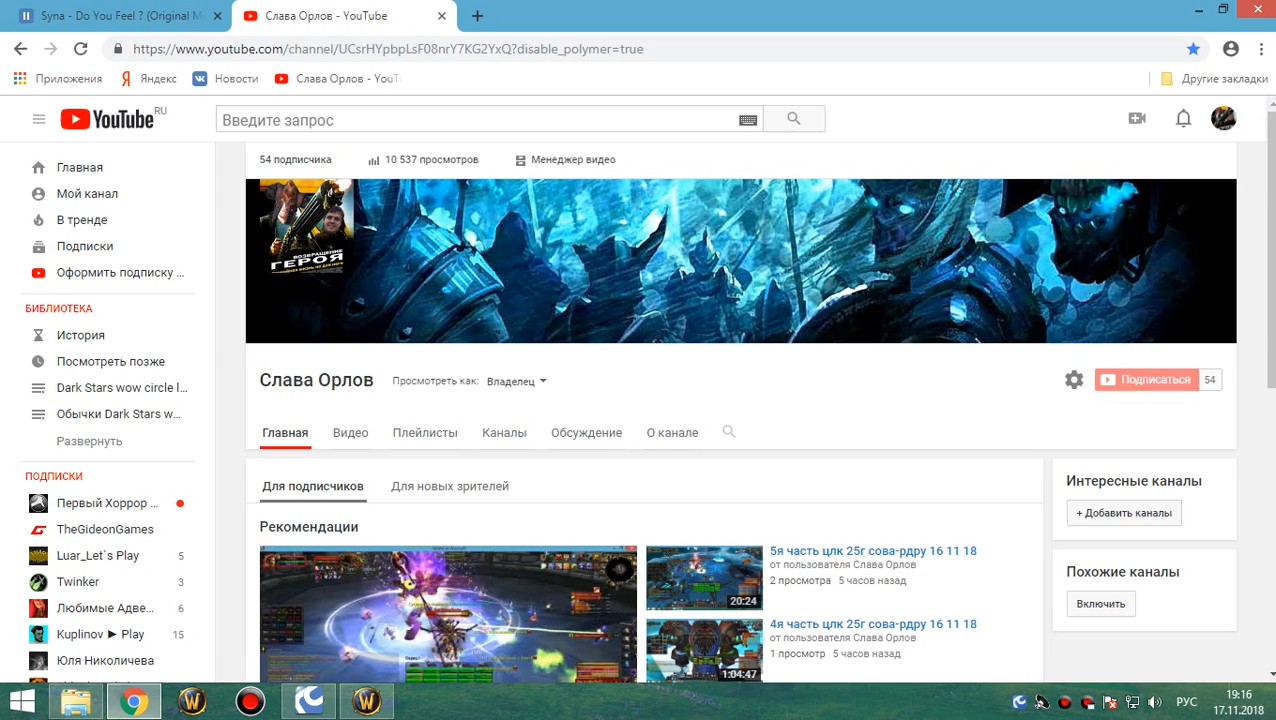 Syna - Do You Feel ? (Original M
Слава Орлов - YouTube
https://www.youtube.com/channel/UCsrHYpbpLsF08nrY7KG2YxQ?disable_polymer=true
Приложения
Яндекс
Новости
Слава Орлов - YouT
Другие закладки
YouTube RU
Введите запрос
54 подписчика
10 537 просмотров
Менеджер видео
Главная
Мой канал
В тренде
Подписки
Оформить подписку ...
БИБЛИОТЕКА
История
Посмотреть позже
Dark Stars wow circle l...
Обычки Dark Stars w...
Развернуть
ПОДПИСКИ
Первый Хоррор ...
TheGideonGames
Luar_Let`s Play 5
Twinker 3
Любимые Адве... 6
Kuplinov ► Play 15
Юля Николичева
ВОЗВРАЩЕНИЕ
ГЕРОЯ
Слава Орлов
Просмотреть как: Владелец
Подписаться 54
Главная
Видео
Плейлисты
Каналы
Обсуждение
О канале
Для подписчиков
Для новых зрителей
Рекомендации
20:24
5я часть цлк 25г сова-рдру 16 11 18
от пользователя Слава Орлов
2 просмотра 5 часов назад
1:04:47
4я часть цлк 25г сова-рдру 16 11 18
от пользователя Слава Орлов
1 просмотр 5 часов назад
Интересные каналы
+ Добавить каналы
Похожие каналы
Включить
РУС
19:16
17.11.2018